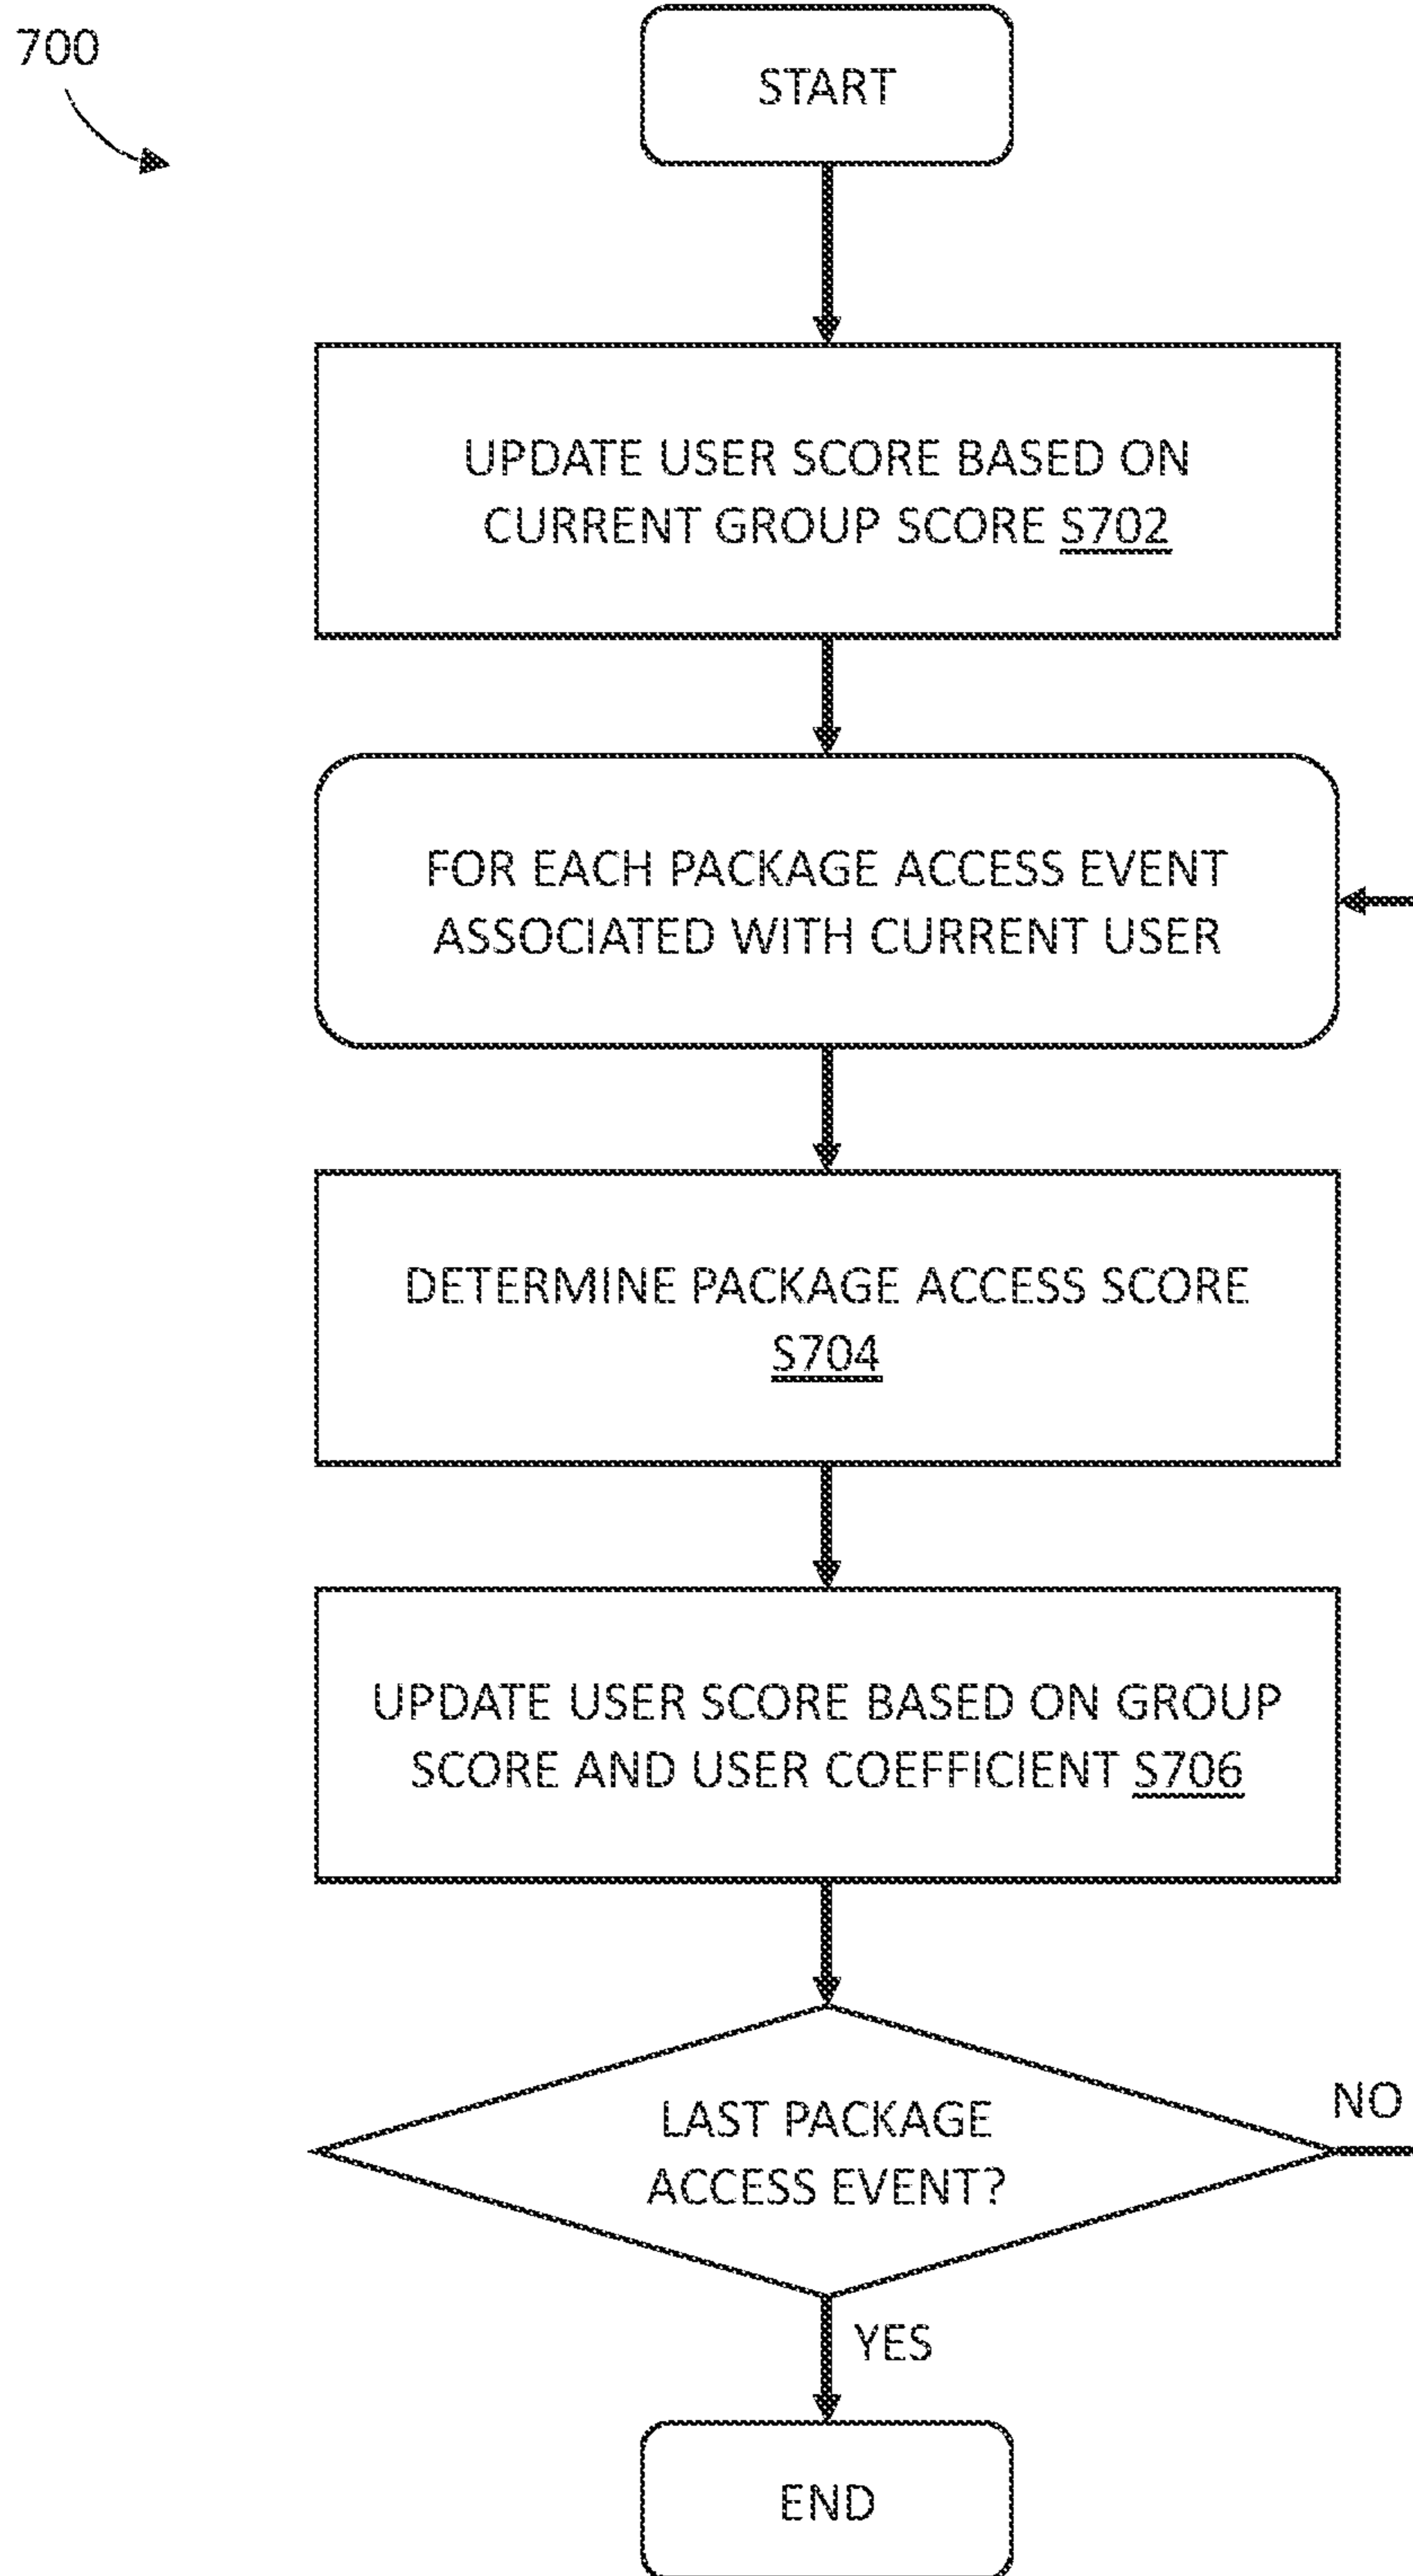 700
START
UPDATE USER SCORE BASED ON
CURRENT GROUP SCORE S702
FOR EACH PACKAGE ACCESS EVENT
ASSOCIATED WITH CURRENT USER
DETERMINE PACKAGE ACCESS SCORE
S704
UPDATE USER SCORE BASED ON GROUP
SCORE AND USER COEFFICIENT S706
LAST PACKAGE
ACCESS EVENT?
NO
YES
END